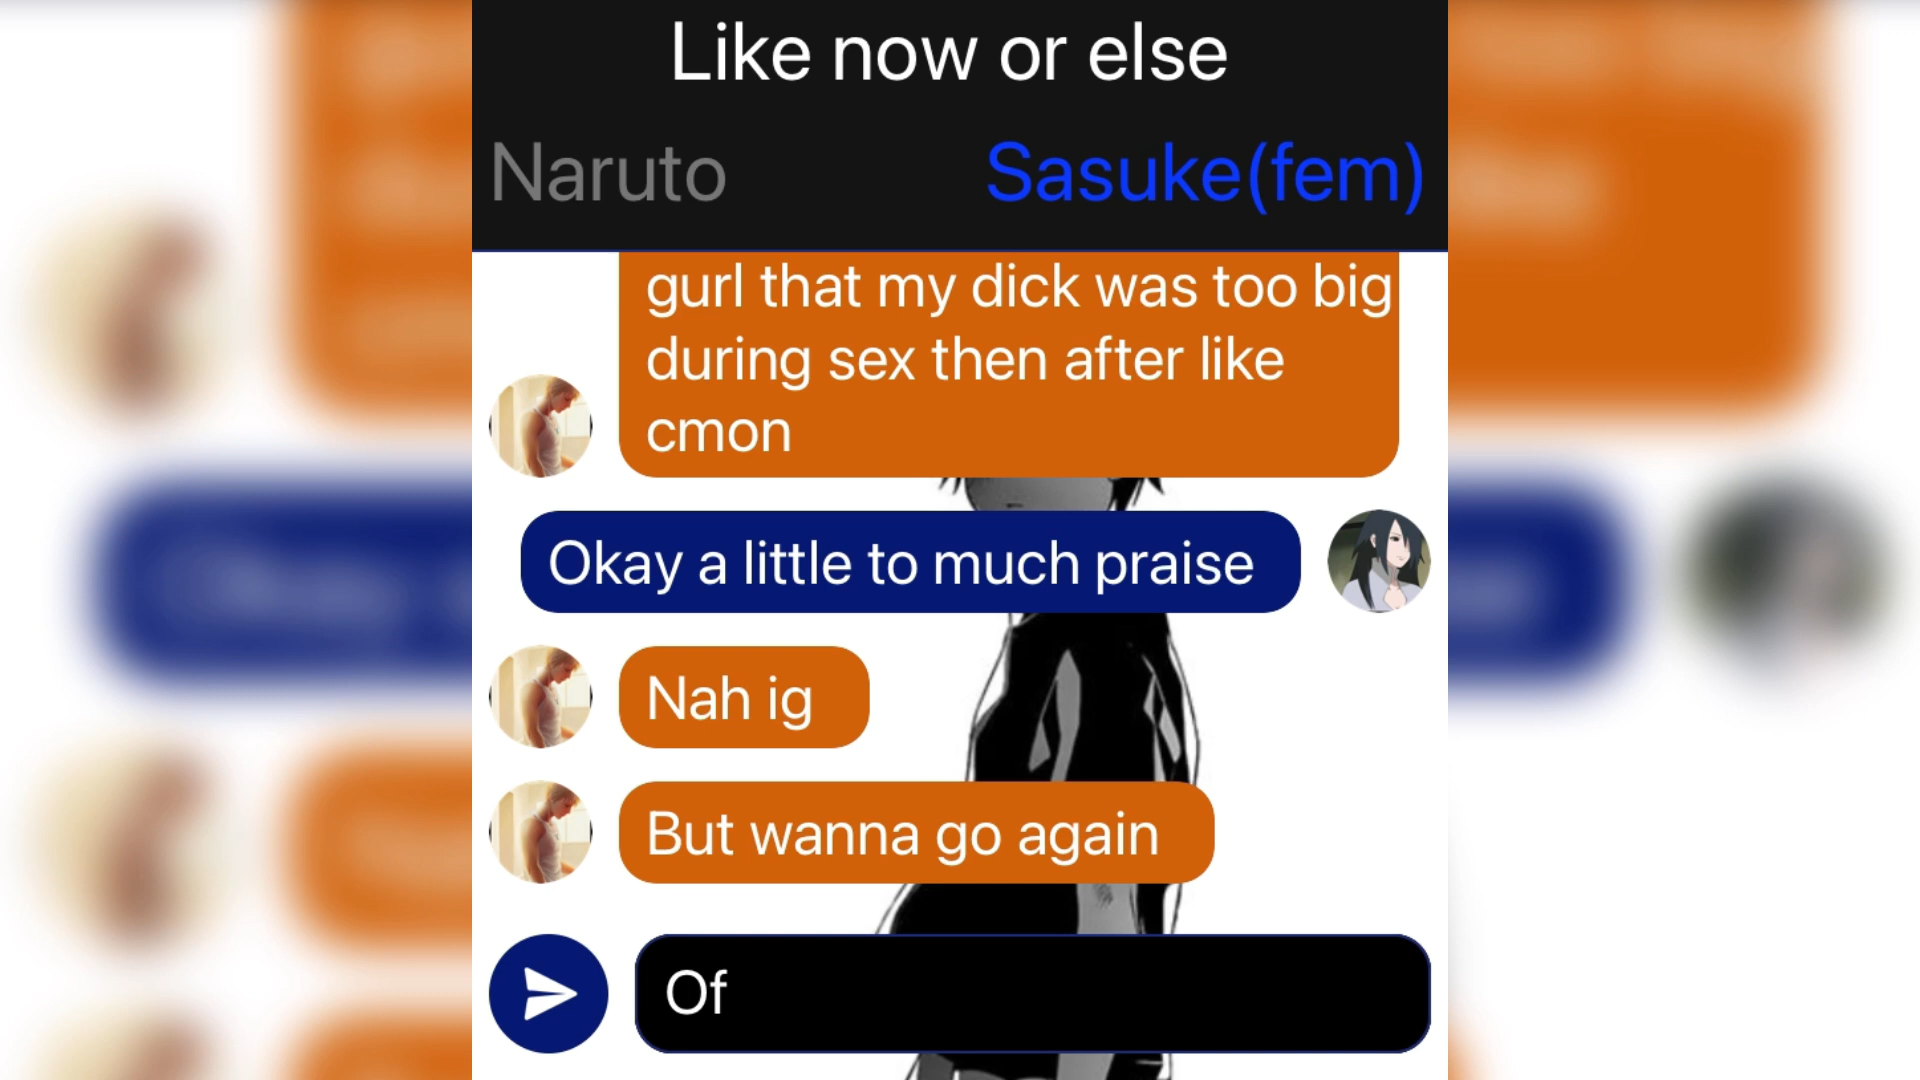 Like now or else
Naruto
Sasuke(fem)
gurl that my dick was too big
during sex then after like
cmon
Okay a little to much praise
Nah ig
But wanna go again
Of